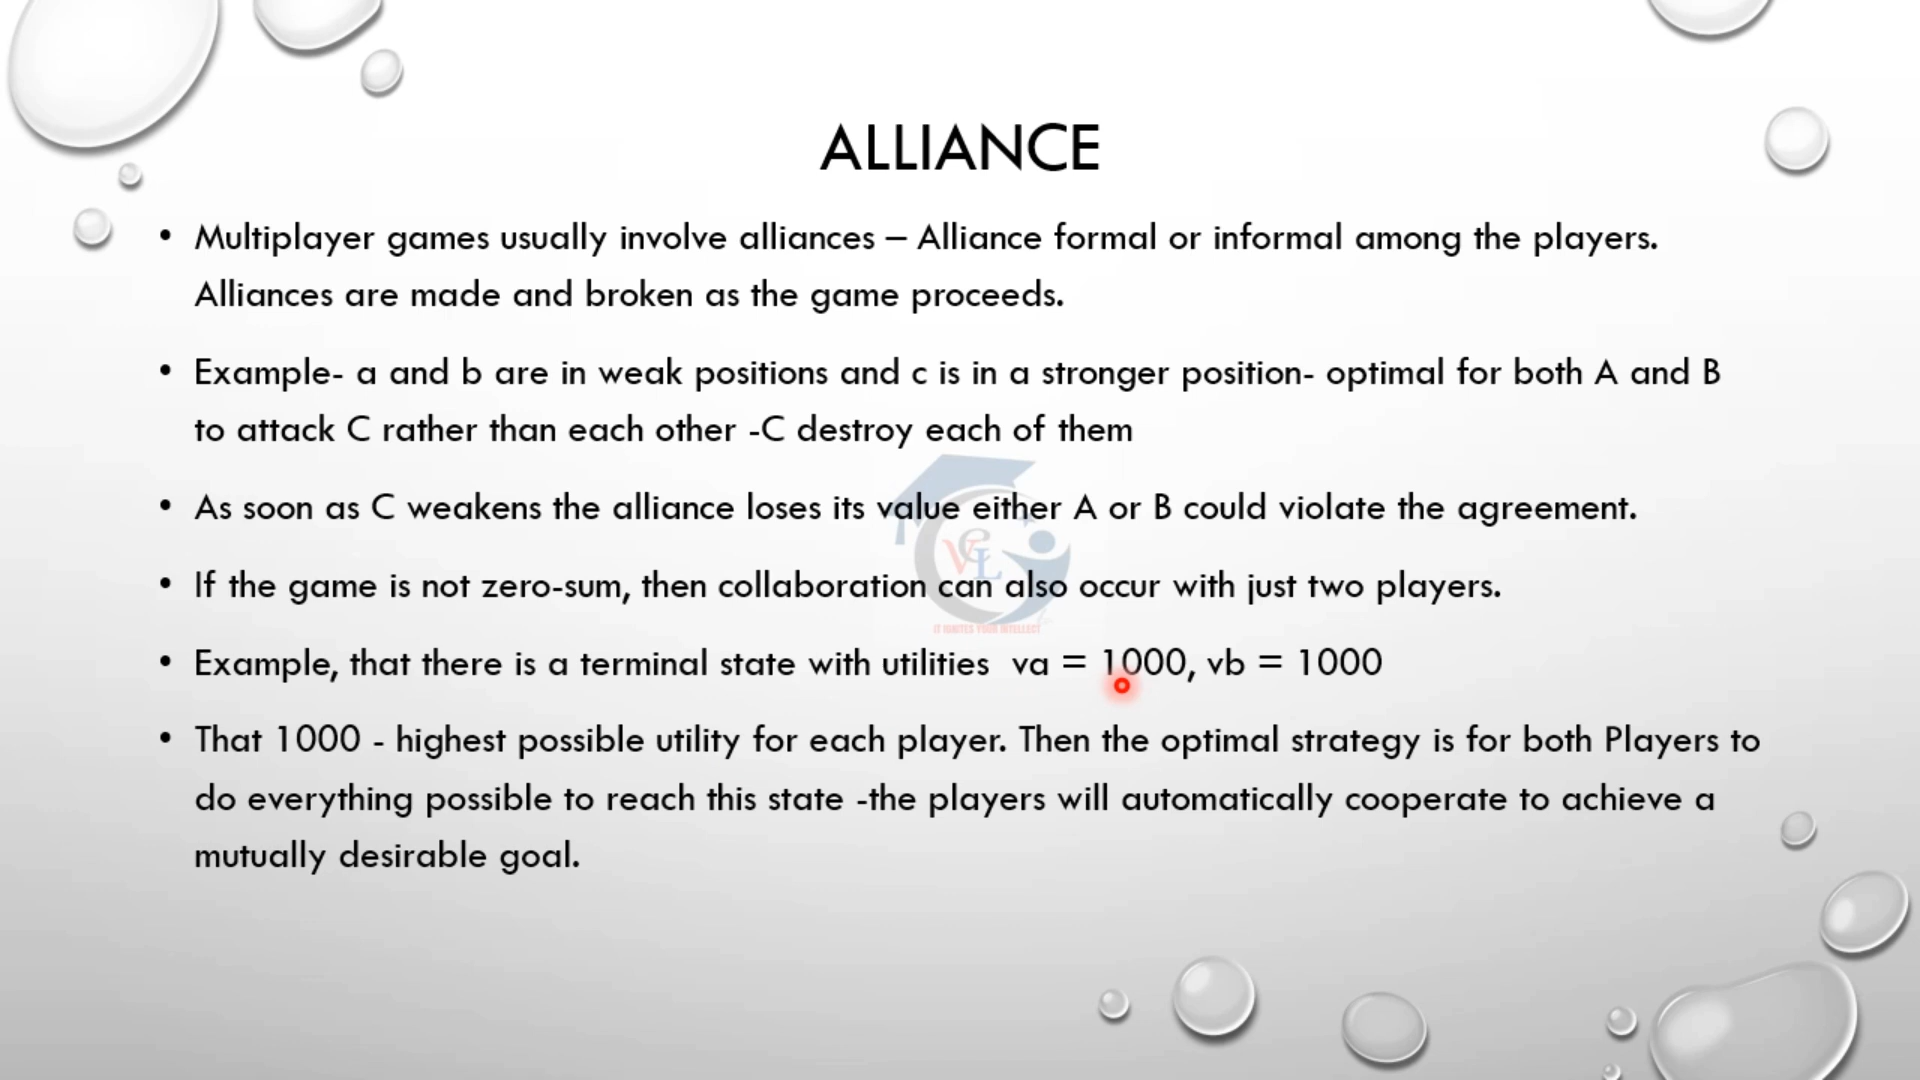 ALLIANCE
• Multiplayer games usually involve alliances – Alliance formal or informal among the players.
Alliances are made and broken as the game proceeds.
• Example- a and b are in weak positions and c is in a stronger position- optimal for both A and B
to attack C rather than each other -C destroy each of them
• As soon as C weakens the alliance loses its value either A or B could violate the agreement.
VeL
• If the game is not zero-sum, then collaboration can also occur with just two players.
IT IGNITES YOUR INTELLECT
• Example, that there is a terminal state with utilities va = 1000, vb = 1000
• That 1000 - highest possible utility for each player. Then the optimal strategy is for both Players to
do everything possible to reach this state -the players will automatically cooperate to achieve a
mutually desirable goal.